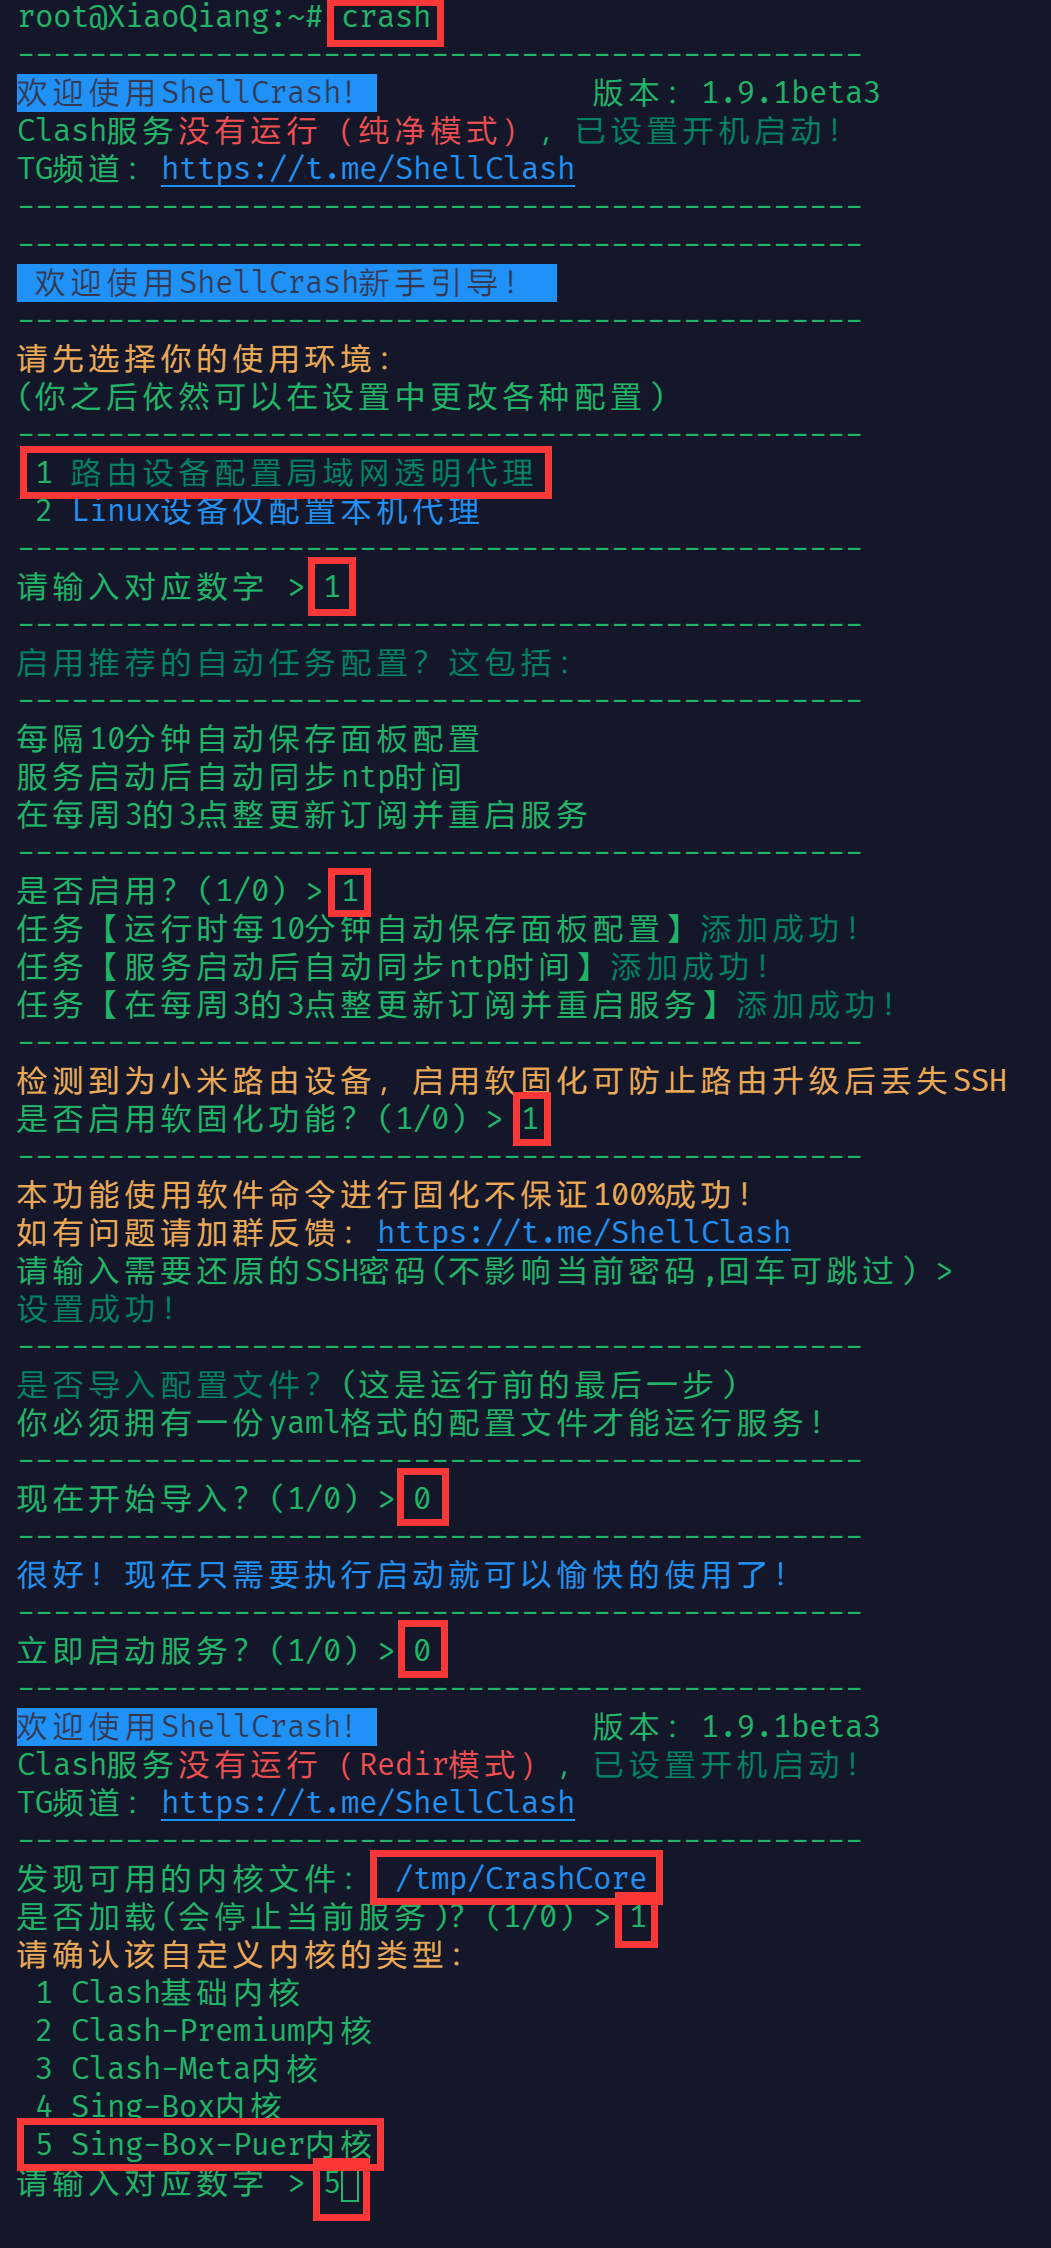 root@XiaoQiang:~# crash
-----------------------------------------------
欢迎使用ShellCrash！ 版本：1.9.1beta3
Clash服务没有运行（纯净模式），已设置开机启动！
TG频道：https://t.me/ShellClash
-----------------------------------------------
-----------------------------------------------
欢迎使用ShellCrash新手引导！
-----------------------------------------------
请先选择你的使用环境：
(你之后依然可以在设置中更改各种配置)
-----------------------------------------------
1 路由设备配置局域网透明代理
2 Linux设备仅配置本机代理
-----------------------------------------------
请输入对应数字 > 1
-----------------------------------------------
启用推荐的自动任务配置？这包括：
-----------------------------------------------
每隔10分钟自动保存面板配置
服务启动后自动同步ntp时间
在每周3的3点整更新订阅并重启服务
-----------------------------------------------
是否启用？(1/0) > 1
任务【运行时每10分钟自动保存面板配置】添加成功！
任务【服务启动后自动同步ntp时间】添加成功！
任务【在每周3的3点整更新订阅并重启服务】添加成功！
-----------------------------------------------
检测到为小米路由设备，启用软固化可防止路由升级后丢失SSH
是否启用软固化功能？(1/0) > 1
-----------------------------------------------
本功能使用软件命令进行固化不保证100%成功！
如有问题请加群反馈：https://t.me/ShellClash
请输入需要还原的SSH密码(不影响当前密码,回车可跳过) >
设置成功！
-----------------------------------------------
是否导入配置文件？(这是运行前的最后一步)
你必须拥有一份yaml格式的配置文件才能运行服务！
-----------------------------------------------
现在开始导入？(1/0) > 0
-----------------------------------------------
很好！现在只需要执行启动就可以愉快的使用了！
-----------------------------------------------
立即启动服务？(1/0) > 0
-----------------------------------------------
欢迎使用ShellCrash！ 版本：1.9.1beta3
Clash服务没有运行（Redir模式），已设置开机启动！
TG频道：https://t.me/ShellClash
-----------------------------------------------
发现可用的内核文件： /tmp/CrashCore
是否加载(会停止当前服务)？(1/0) > 1
请确认该自定义内核的类型：
1 Clash基础内核
2 Clash-Premium内核
3 Clash-Meta内核
4 Sing-Box内核
5 Sing-Box-Puer内核
请输入对应数字 > 5